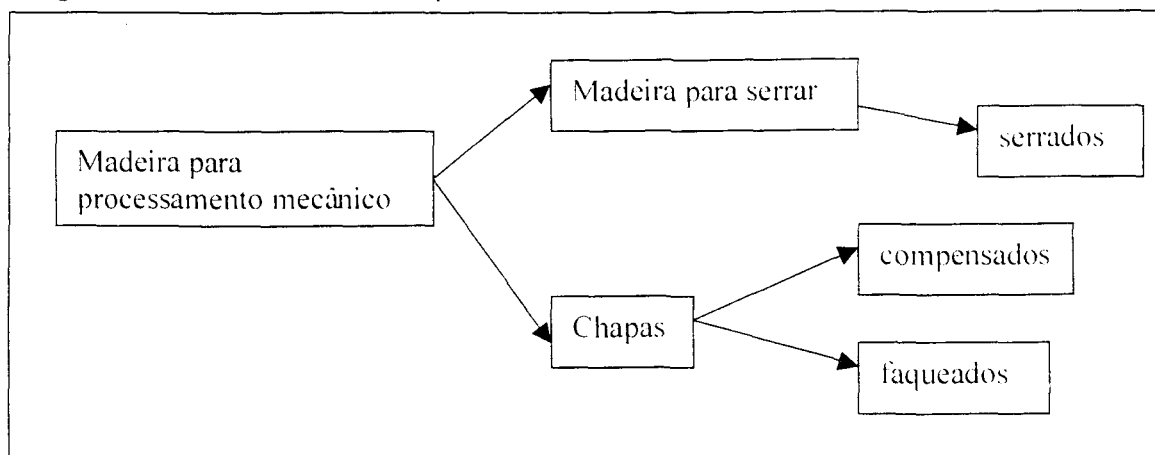 Madeira para serrar
serrados
Madeira para
processamento mecânico
compensados
Chapas
faqueados